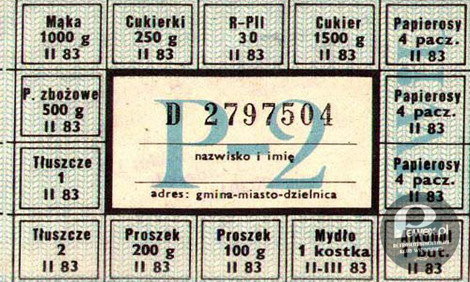 Mąka
1000 g
II 83
Cukierki
250 g
II 83
R-PII
30
II 83
Cukier
1500 g
II 83
Papierosy
4 pacz.
II 83
P. zbożowe
500 g
II 83
P-2
D 2797504
nazwisko i imię
adres: gmina-miasto-dzielnica
Papierosy
4 pacz.
II 83
Tłuszcze
1
II 83
Papierosy
4 pacz.
II 83
Tłuszcze
2
II 83
Proszek
200 g
II 83
Proszek
100 g
II 83
Mydło
1 kostka
II-III 83
but.
II 83